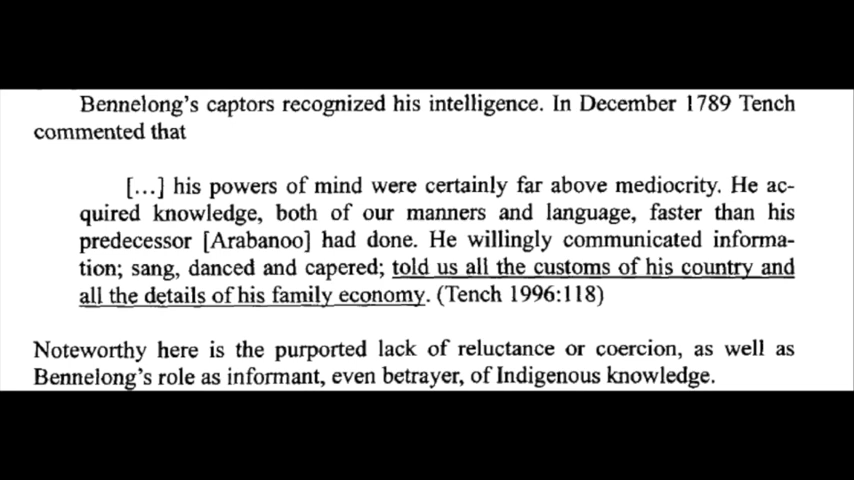 Bennelong's captors recognized his intelligence. In December 1789 Tench
commented that
[...] his powers of mind were certainly far above mediocrity. He ac-
quired knowledge, both of our manners and language, faster than his
predecessor [Arabanoo] had done. He willingly communicated informa-
tion; sang, danced and capered; told us all the customs of his country and
all the details of his family economy. (Tench 1996:118)
Noteworthy here is the purported lack of reluctance or coercion, as well as
Bennelong's role as informant, even betrayer, of Indigenous knowledge.